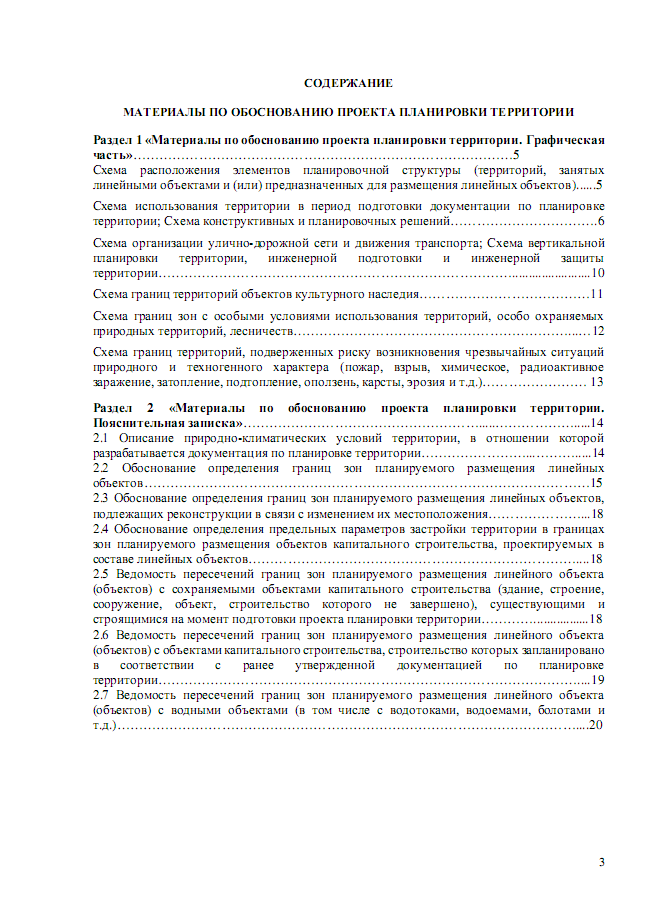 СОДЕРЖАНИЕ
МАТЕРИАЛЫ ПО ОБОСНОВАНИЮ ПРОЕКТА ПЛАНИРОВКИ ТЕРРИТОРИИ
Раздел 1 «Материалы по обоснованию проекта планировки территории. Графическая
часть»……………………………………………………………………………5
Схема расположения элементов планировочной структуры (территорий, занятых
линейными объектами и (или) предназначенных для размещения линейных объектов)......5
Схема использования территории в период подготовки документации по планировке
территории; Схема конструктивных и планировочных решений…………………………….6
Схема организации улично-дорожной сети и движения транспорта; Схема вертикальной
планировки территории, инженерной подготовки и инженерной защиты
территории………………………………………………………………………........................10
Схема границ территорий объектов культурного наследия…………………………………11
Схема границ зон с особыми условиями использования территорий, особо охраняемых
природных территорий, лесничеств………………………………………………………...…12
Схема границ территорий, подверженных риску возникновения чрезвычайных ситуаций
природного и техногенного характера (пожар, взрыв, химическое, радиоактивное
заражение, затопление, подтопление, оползень, карсты, эрозия и т.д.)…………………… 13
Раздел 2 «Материалы по обоснованию проекта планировки территории.
Пояснительная записка»……………………………………………......……………….....14
2.1 Описание природно-климатических условий территории, в отношении которой
разрабатывается документация по планировке территории……………………..……….....14
2.2 Обоснование определения границ зон планируемого размещения линейных
объектов…………………………………………………………………………………………15
2.3 Обоснование определения границ зон планируемого размещения линейных объектов,
подлежащих реконструкции в связи с изменением их местоположения…………………...18
2.4 Обоснование определения предельных параметров застройки территории в границах
зон планируемого размещения объектов капитального строительства, проектируемых в
составе линейных объектов…………………………………………………………………....18
2.5 Ведомость пересечений границ зон планируемого размещения линейного объекта
(объектов) с сохраняемыми объектами капитального строительства (здание, строение,
сооружение, объект, строительство которого не завершено), существующими и
строящимися на момент подготовки проекта планировки территории…………..................18
2.6 Ведомость пересечений границ зон планируемого размещения линейного объекта
(объектов) с объектами капитального строительства, строительство которых запланировано
в соответствии с ранее утвержденной документацией по планировке
территории……………………………………………………………………………………...19
2.7 Ведомость пересечений границ зон планируемого размещения линейного объекта
(объектов) с водными объектами (в том числе с водотоками, водоемами, болотами и
т.д.)……………………………………………………………………………………………....20
3